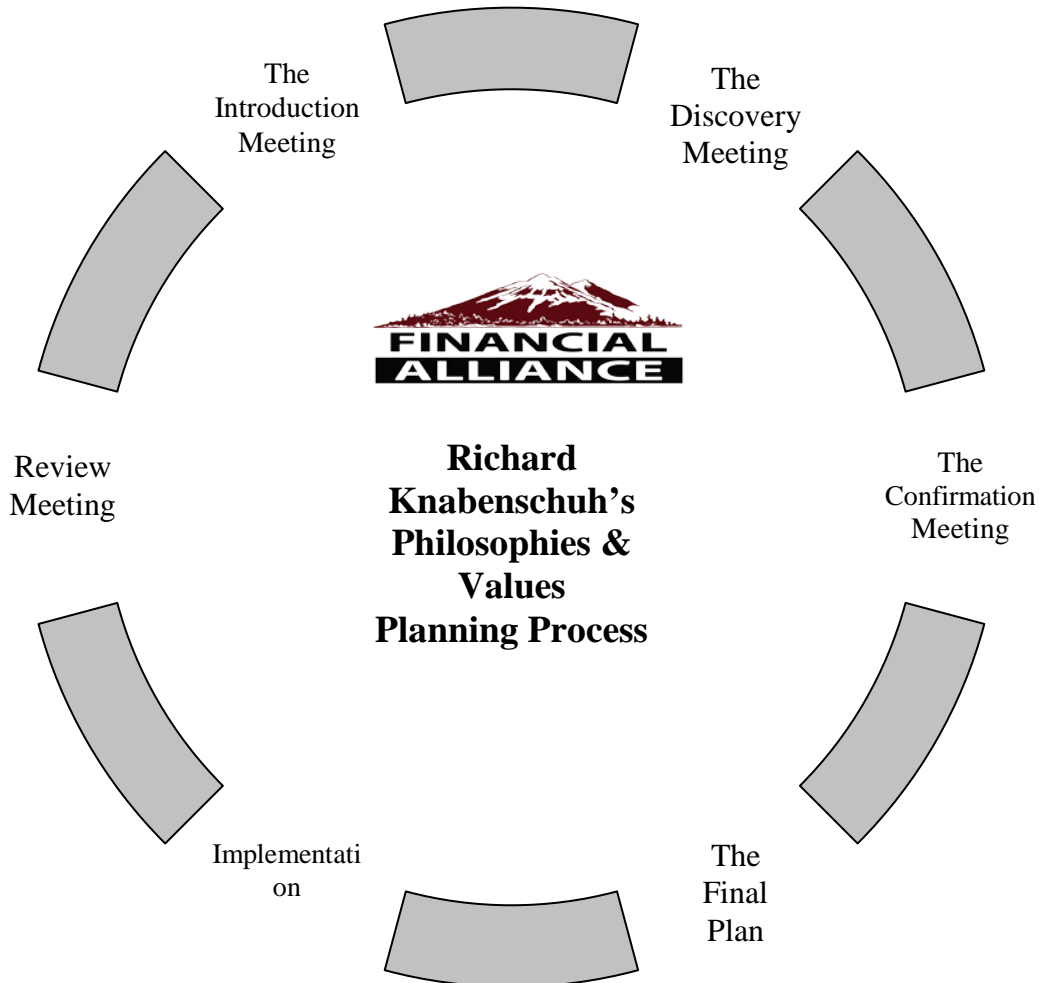 The
Introduction
Meeting
The
Discovery
Meeting
FINANCIAL
ALLIANCE
Review
Meeting
Richard
Knabenschuh’s
Philosophies &
Values
Planning Process
The
Confirmation
Meeting
Implementati
on
The
Final
Plan